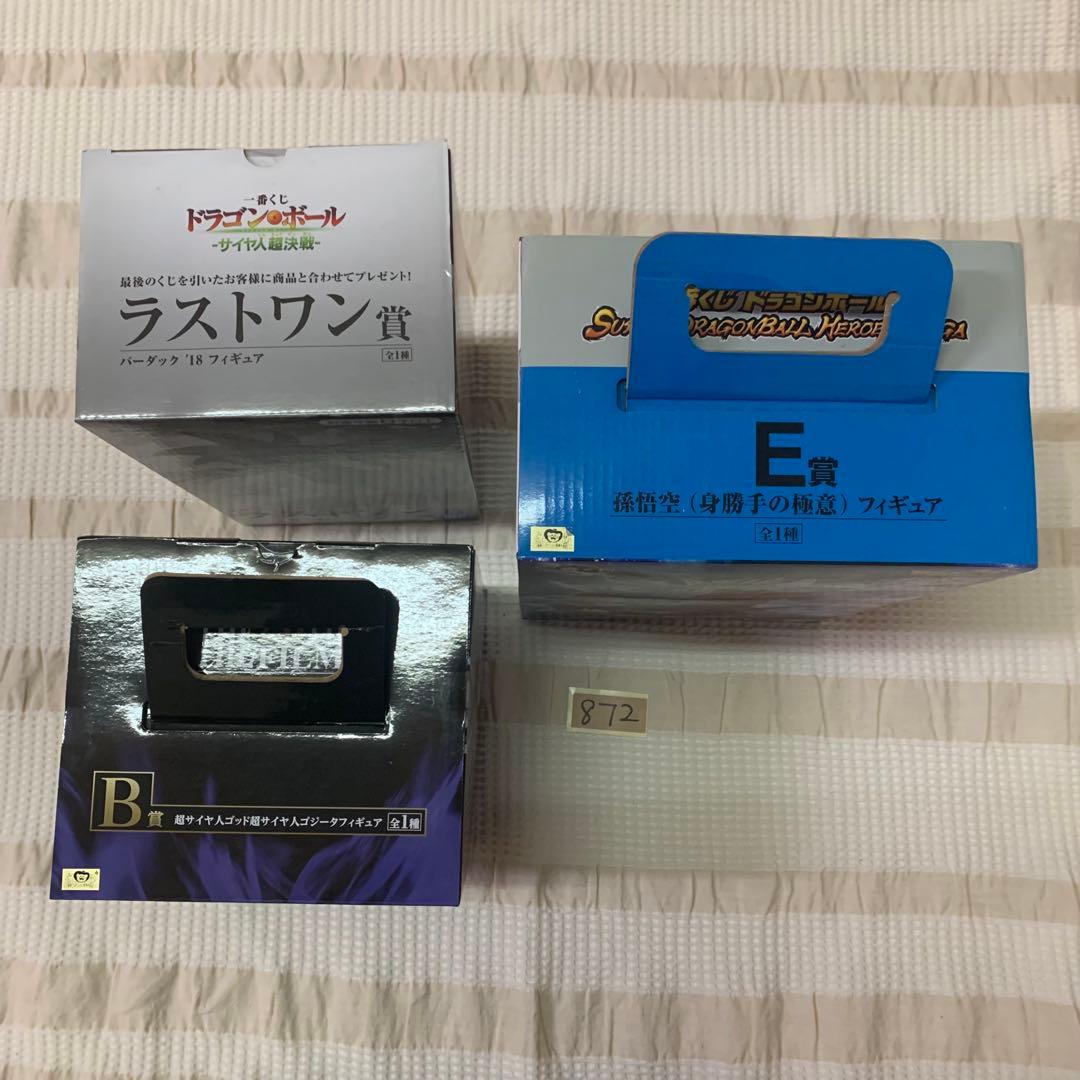 一番くじ
ドラゴンボール
-サイヤ人超決戦-
最後のくじを引いたお客様に商品と合わせてプレゼント!
ラストワン賞
バーダック '18 フィギュア
全1種
くじ ドラゴンボール
DRAGONBALL HEROE
E賞
孫悟空(身勝手の極意)フィギュア
全1種
872
B賞
超サイヤ人ゴッド超サイヤ人ゴジータフィギュア 全1種